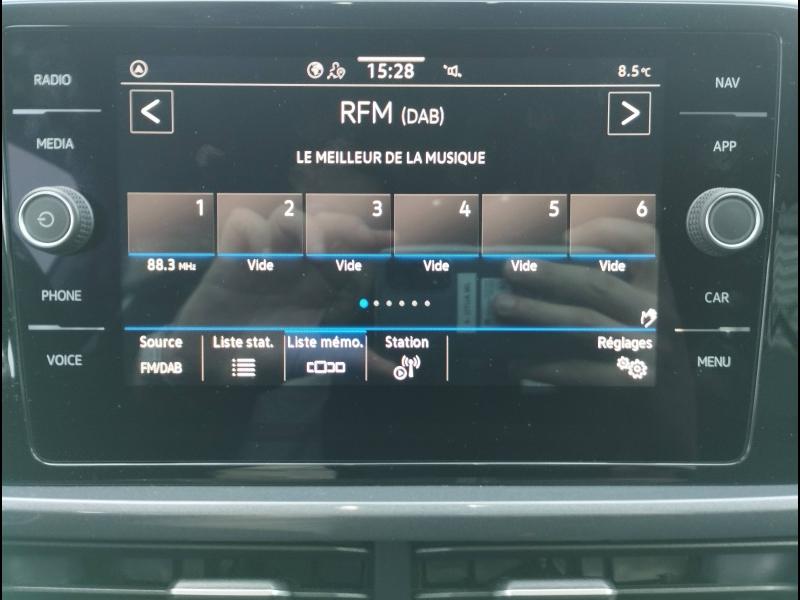 RADIO
MEDIA
PHONE
VOICE
15:28
8.5°C
RFM (DAB)
LE MEILLEUR DE LA MUSIQUE
1 2 3 4 5 6
88.3 MHz Vide Vide Vide Vide Vide
Source Liste stat. Liste mémo. Station Réglages
FM/DAB
NAV
APP
CAR
MENU